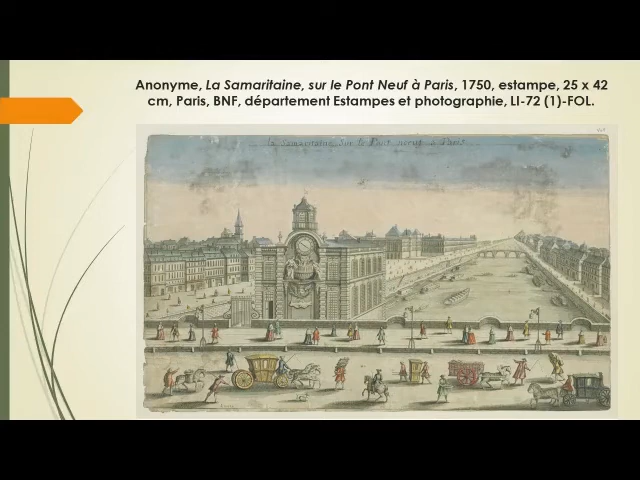 Anonyme, La Samaritaine, sur le Pont Neuf à Paris, 1750, estampe, 25 x 42
cm, Paris, BNF, département Estampes et photographie, LI-72 (1)-FOL.
la Samaritaine Sur le Pont neuf a Paris